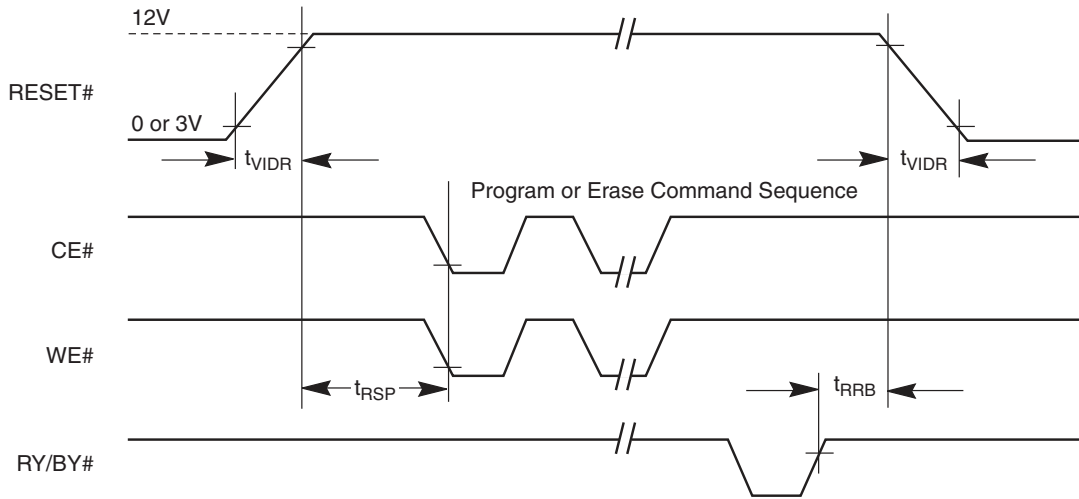 12V
RESET#
0 or 3V
tVIDR
tVIDR
Program or Erase Command Sequence
CE#
WE#
tRSP
tRRB
RY/BY#